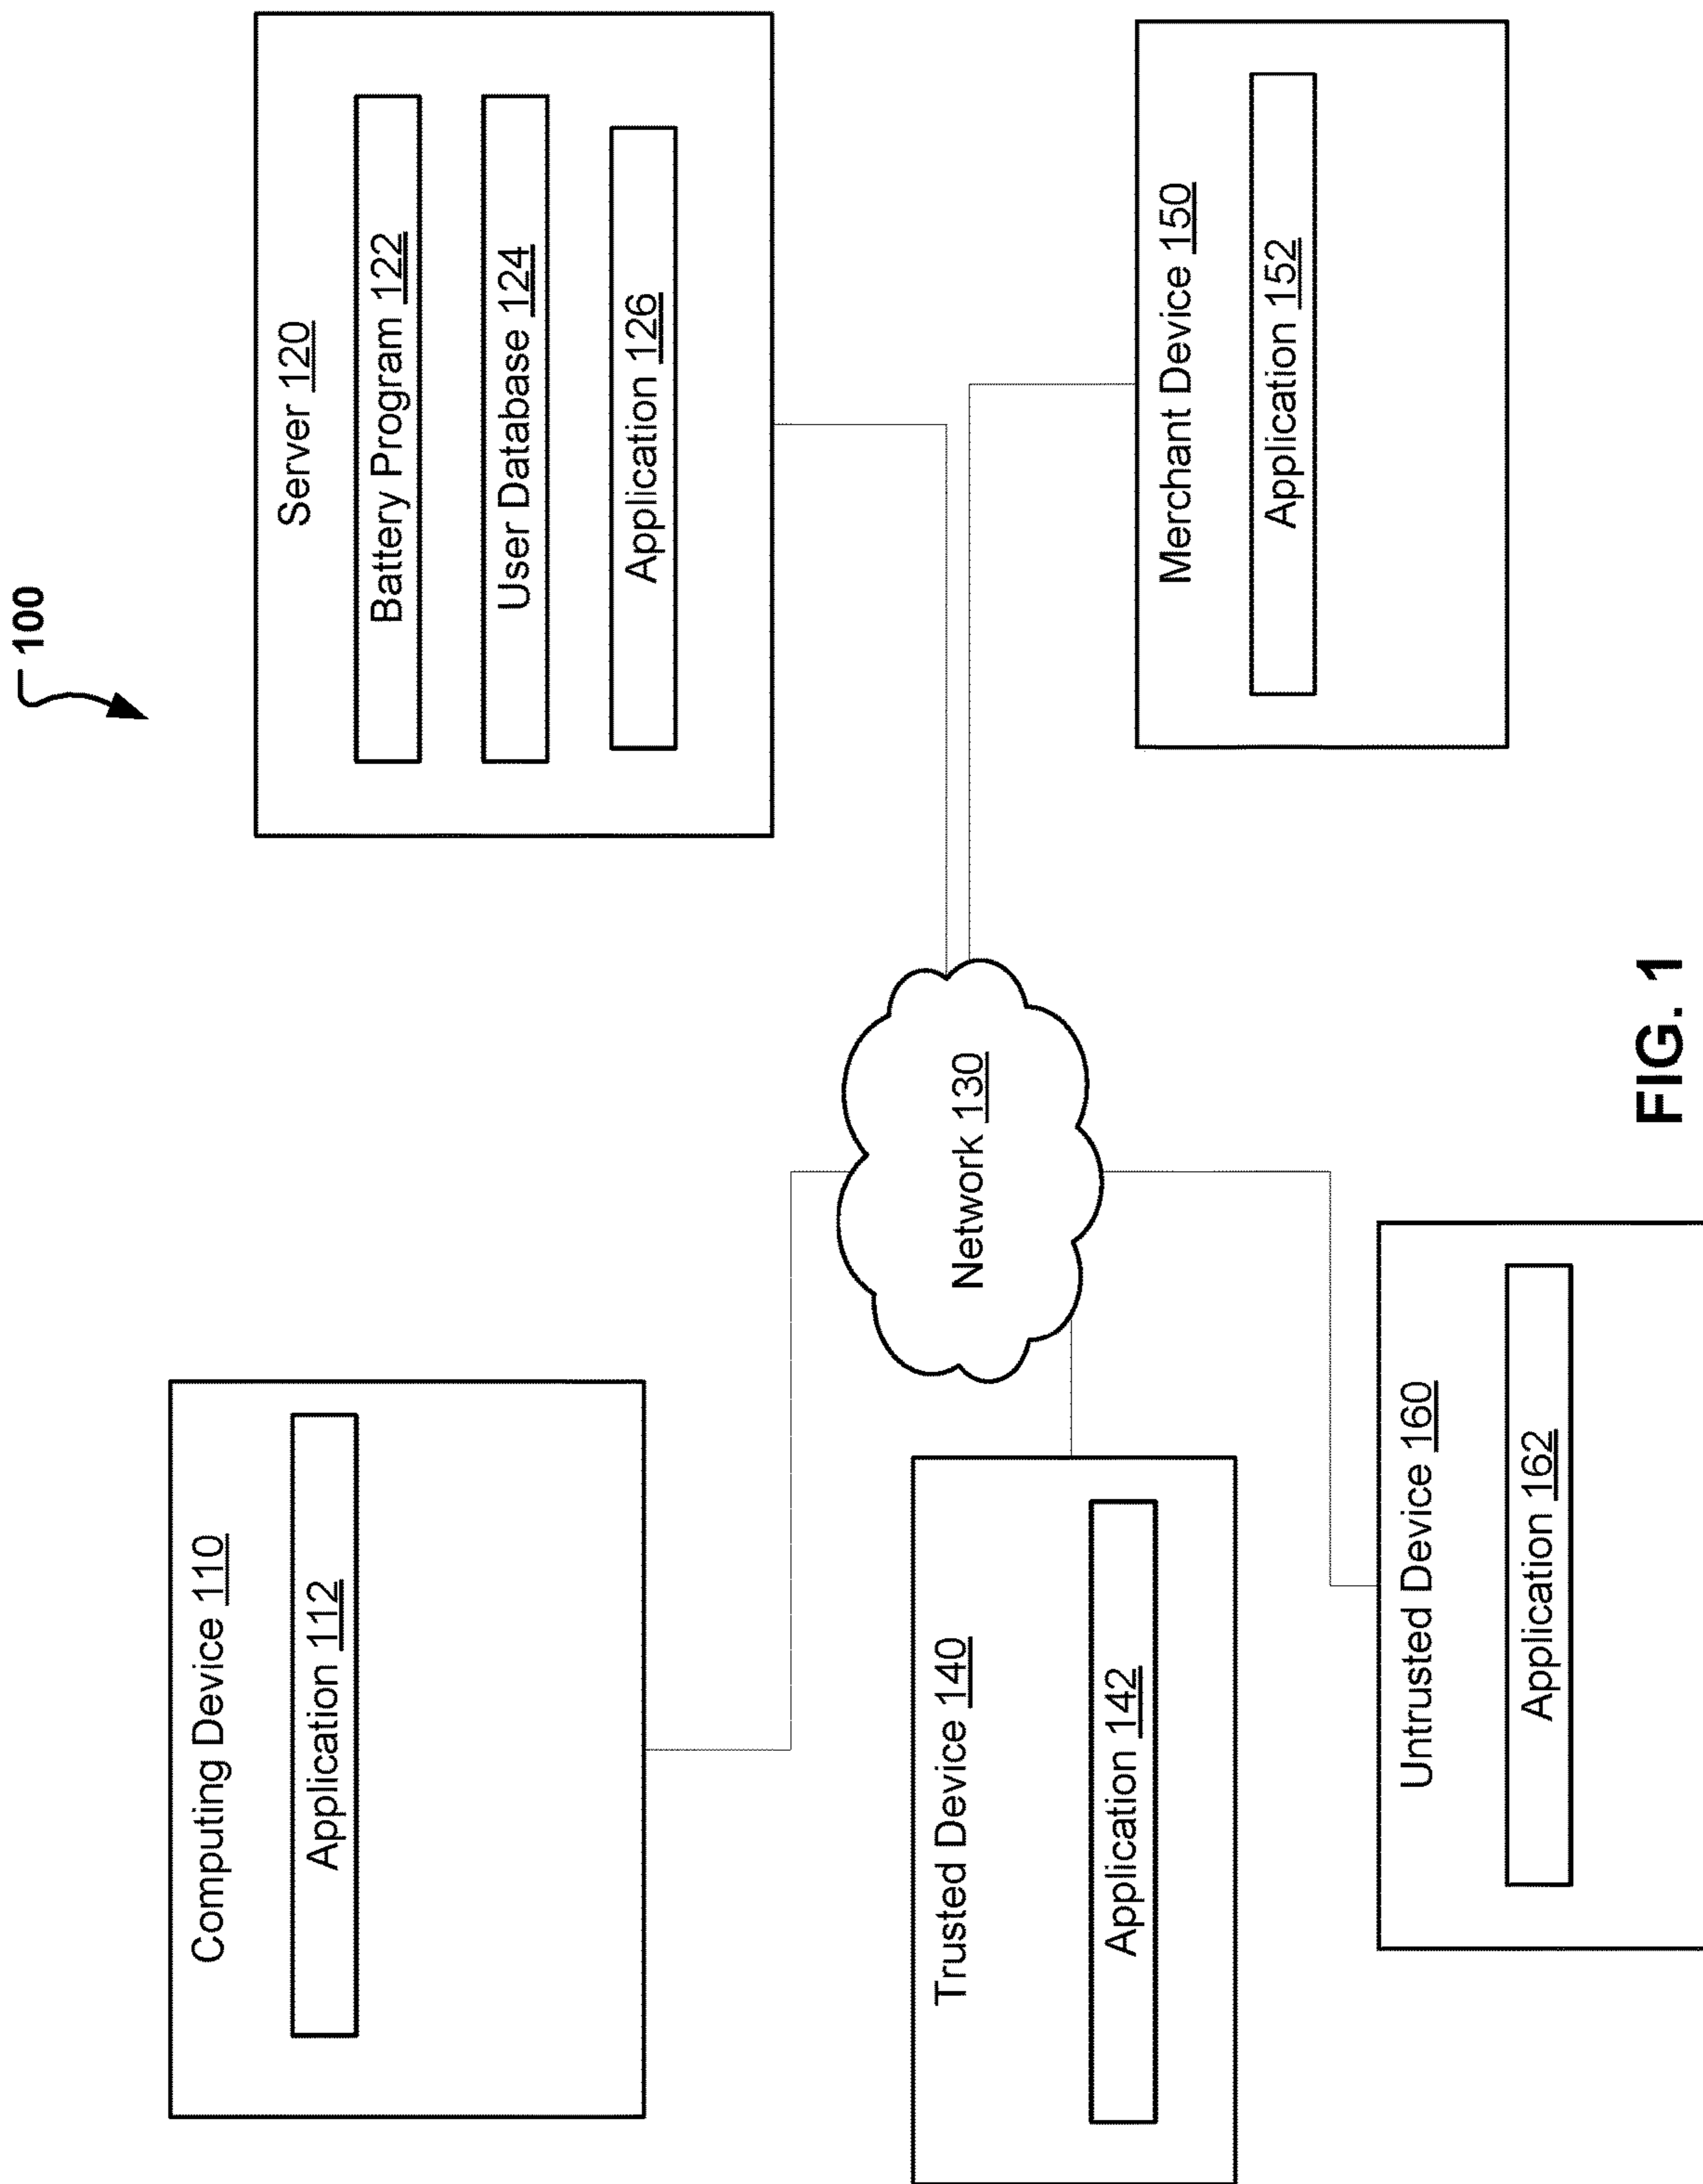 100
Computing Device 110
Application 112
Server 120
Battery Program 122
User Database 124
Application 126
Network 130
Trusted Device 140
Application 142
Merchant Device 150
Application 152
Untrusted Device 160
Application 162
FIG. 1